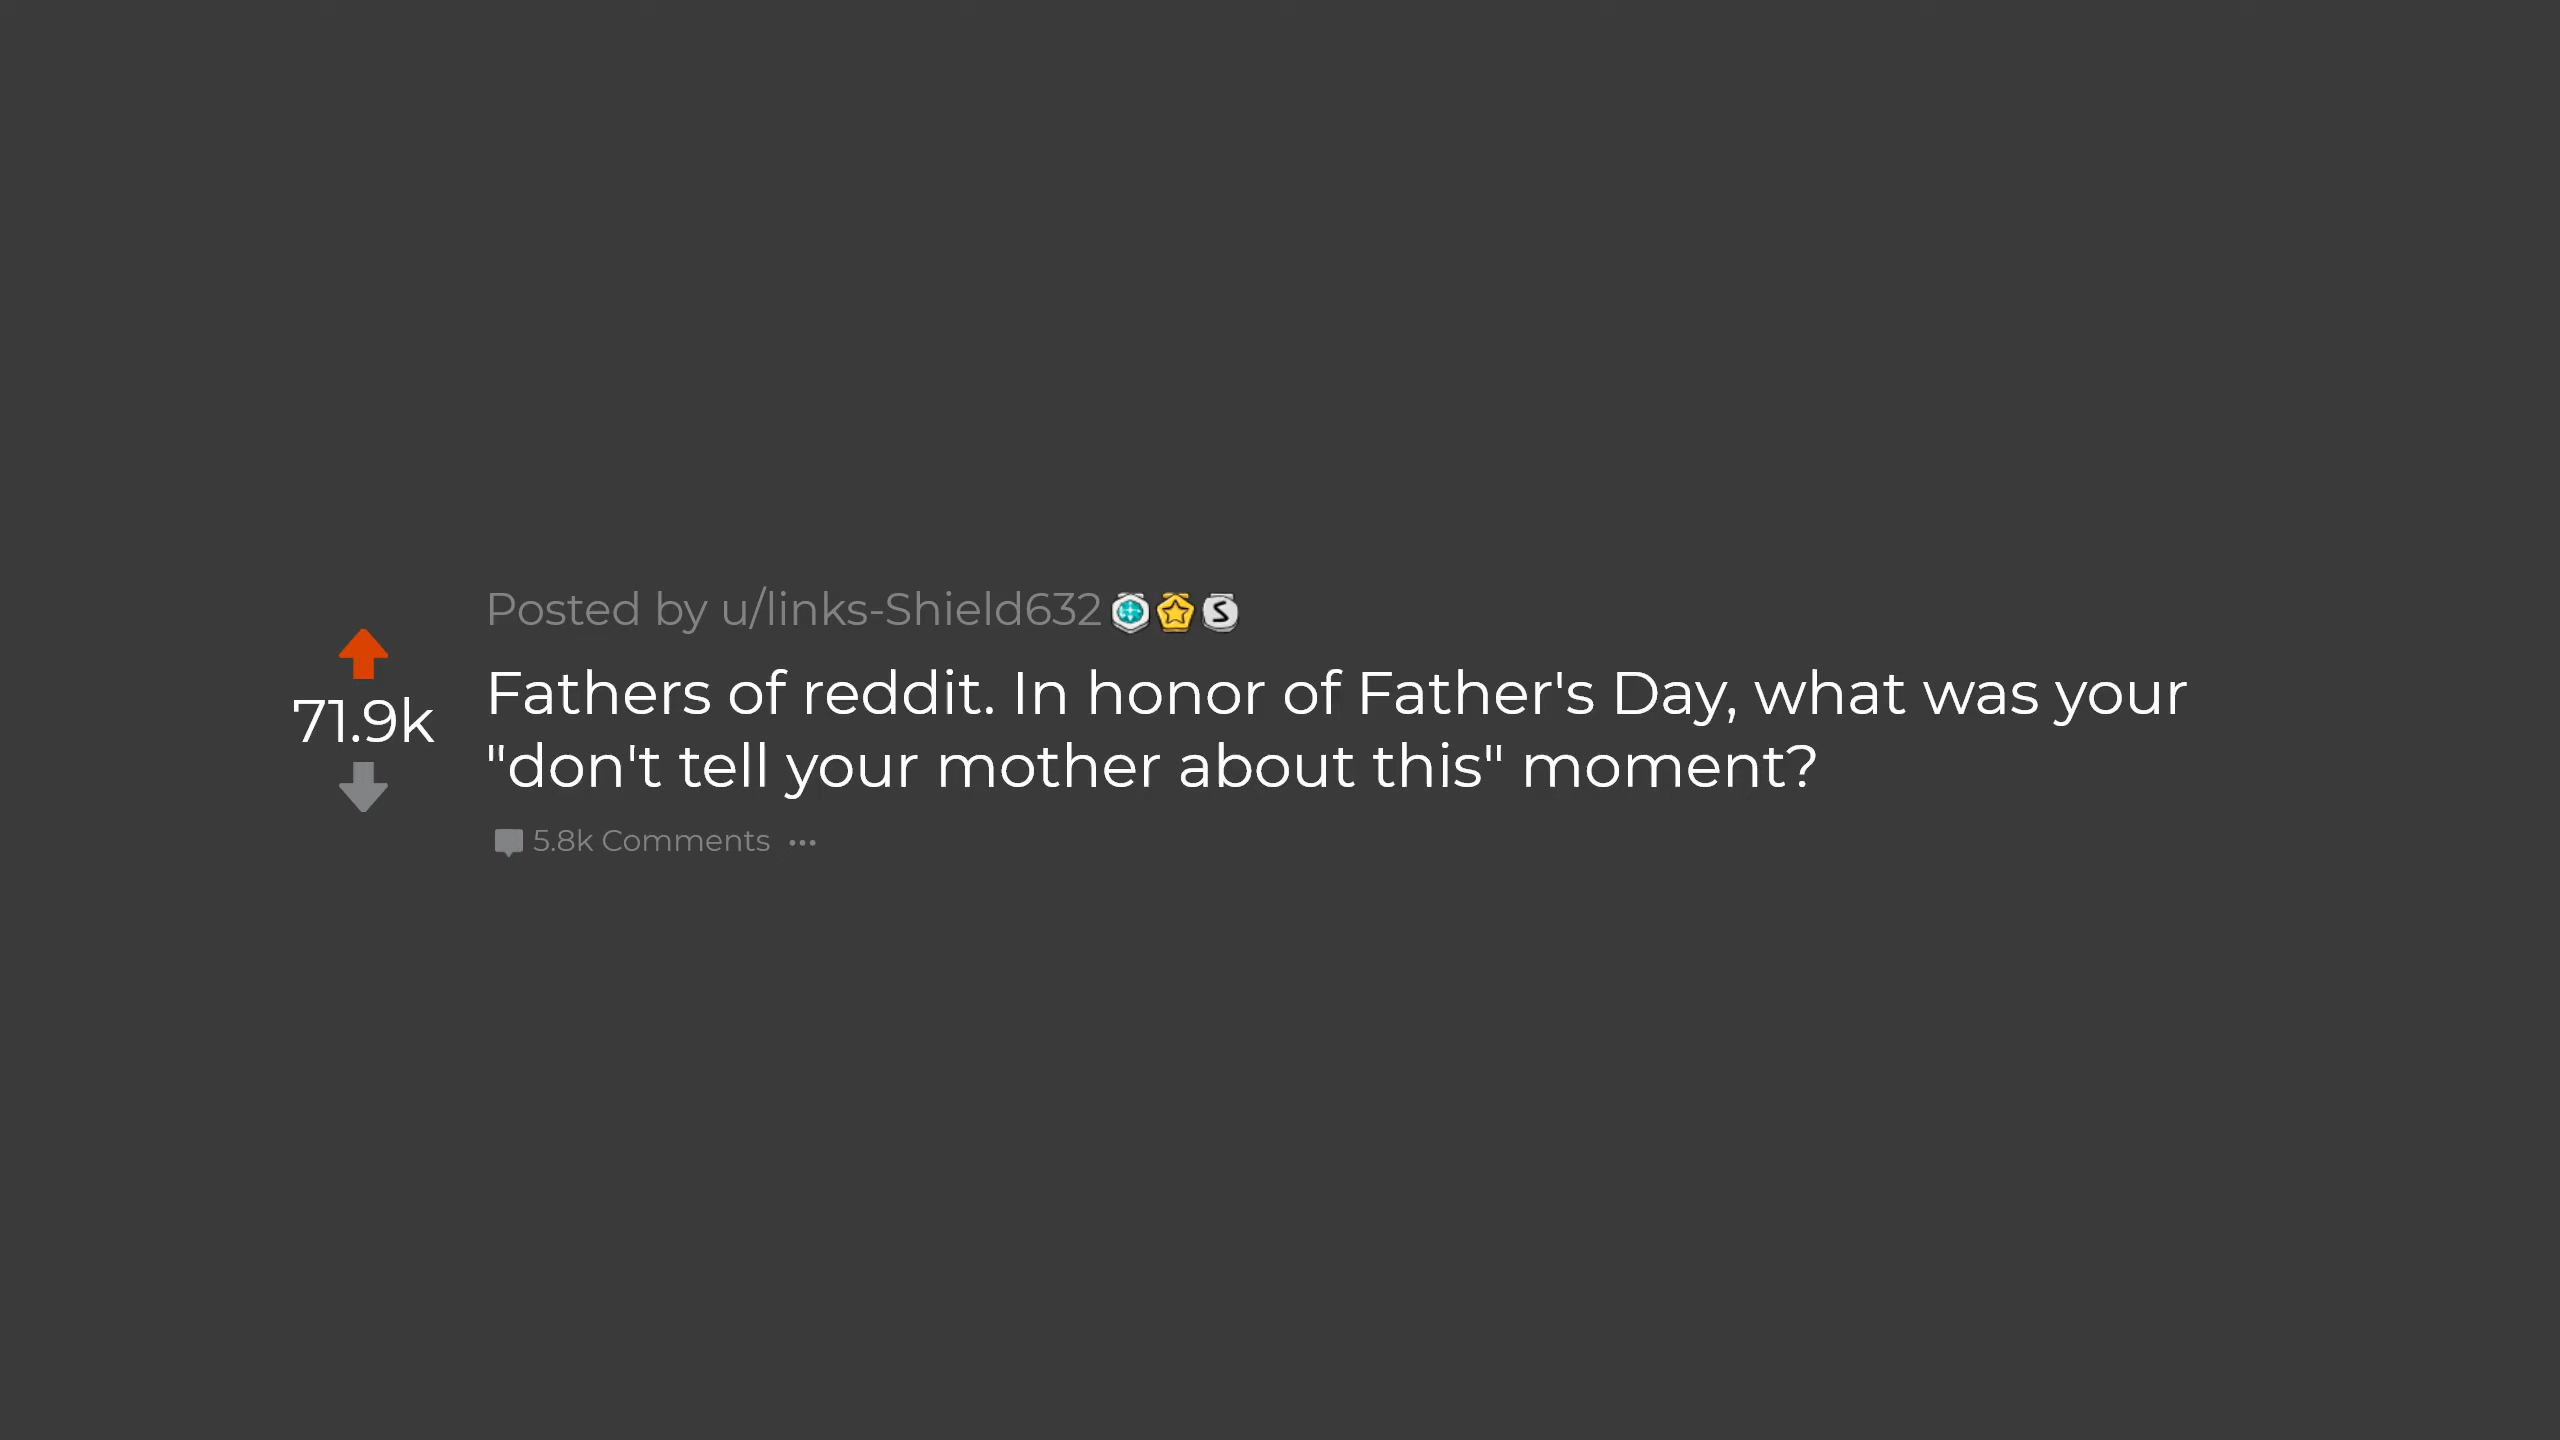 Posted by u/links-Shield632
71.9k
Fathers of reddit. In honor of Father's Day, what was your
"don't tell your mother about this" moment?
5.8k Comments ...